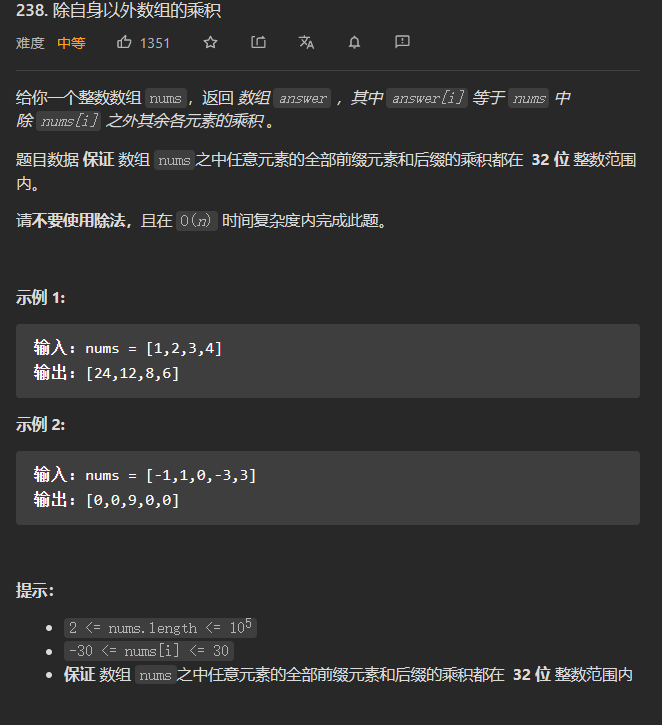 238. 除自身以外数组的乘积
难度 中等 1351
给你一个整数数组 nums，返回 数组 answer ，其中 answer[i] 等于 nums 中
除 nums[i] 之外其余各元素的乘积 。
题目数据 保证 数组 nums之中任意元素的全部前缀元素和后缀的乘积都在 32 位 整数范围
内。
请不要使用除法，且在 O(n) 时间复杂度内完成此题。
示例 1:
输入: nums = [1,2,3,4]
输出: [24,12,8,6]
示例 2:
输入: nums = [-1,1,0,-3,3]
输出: [0,0,9,0,0]
提示：
• 2 <= nums.length <= 10⁵
• -30 <= nums[i] <= 30
• 保证 数组 nums之中任意元素的全部前缀元素和后缀的乘积都在 32 位 整数范围内